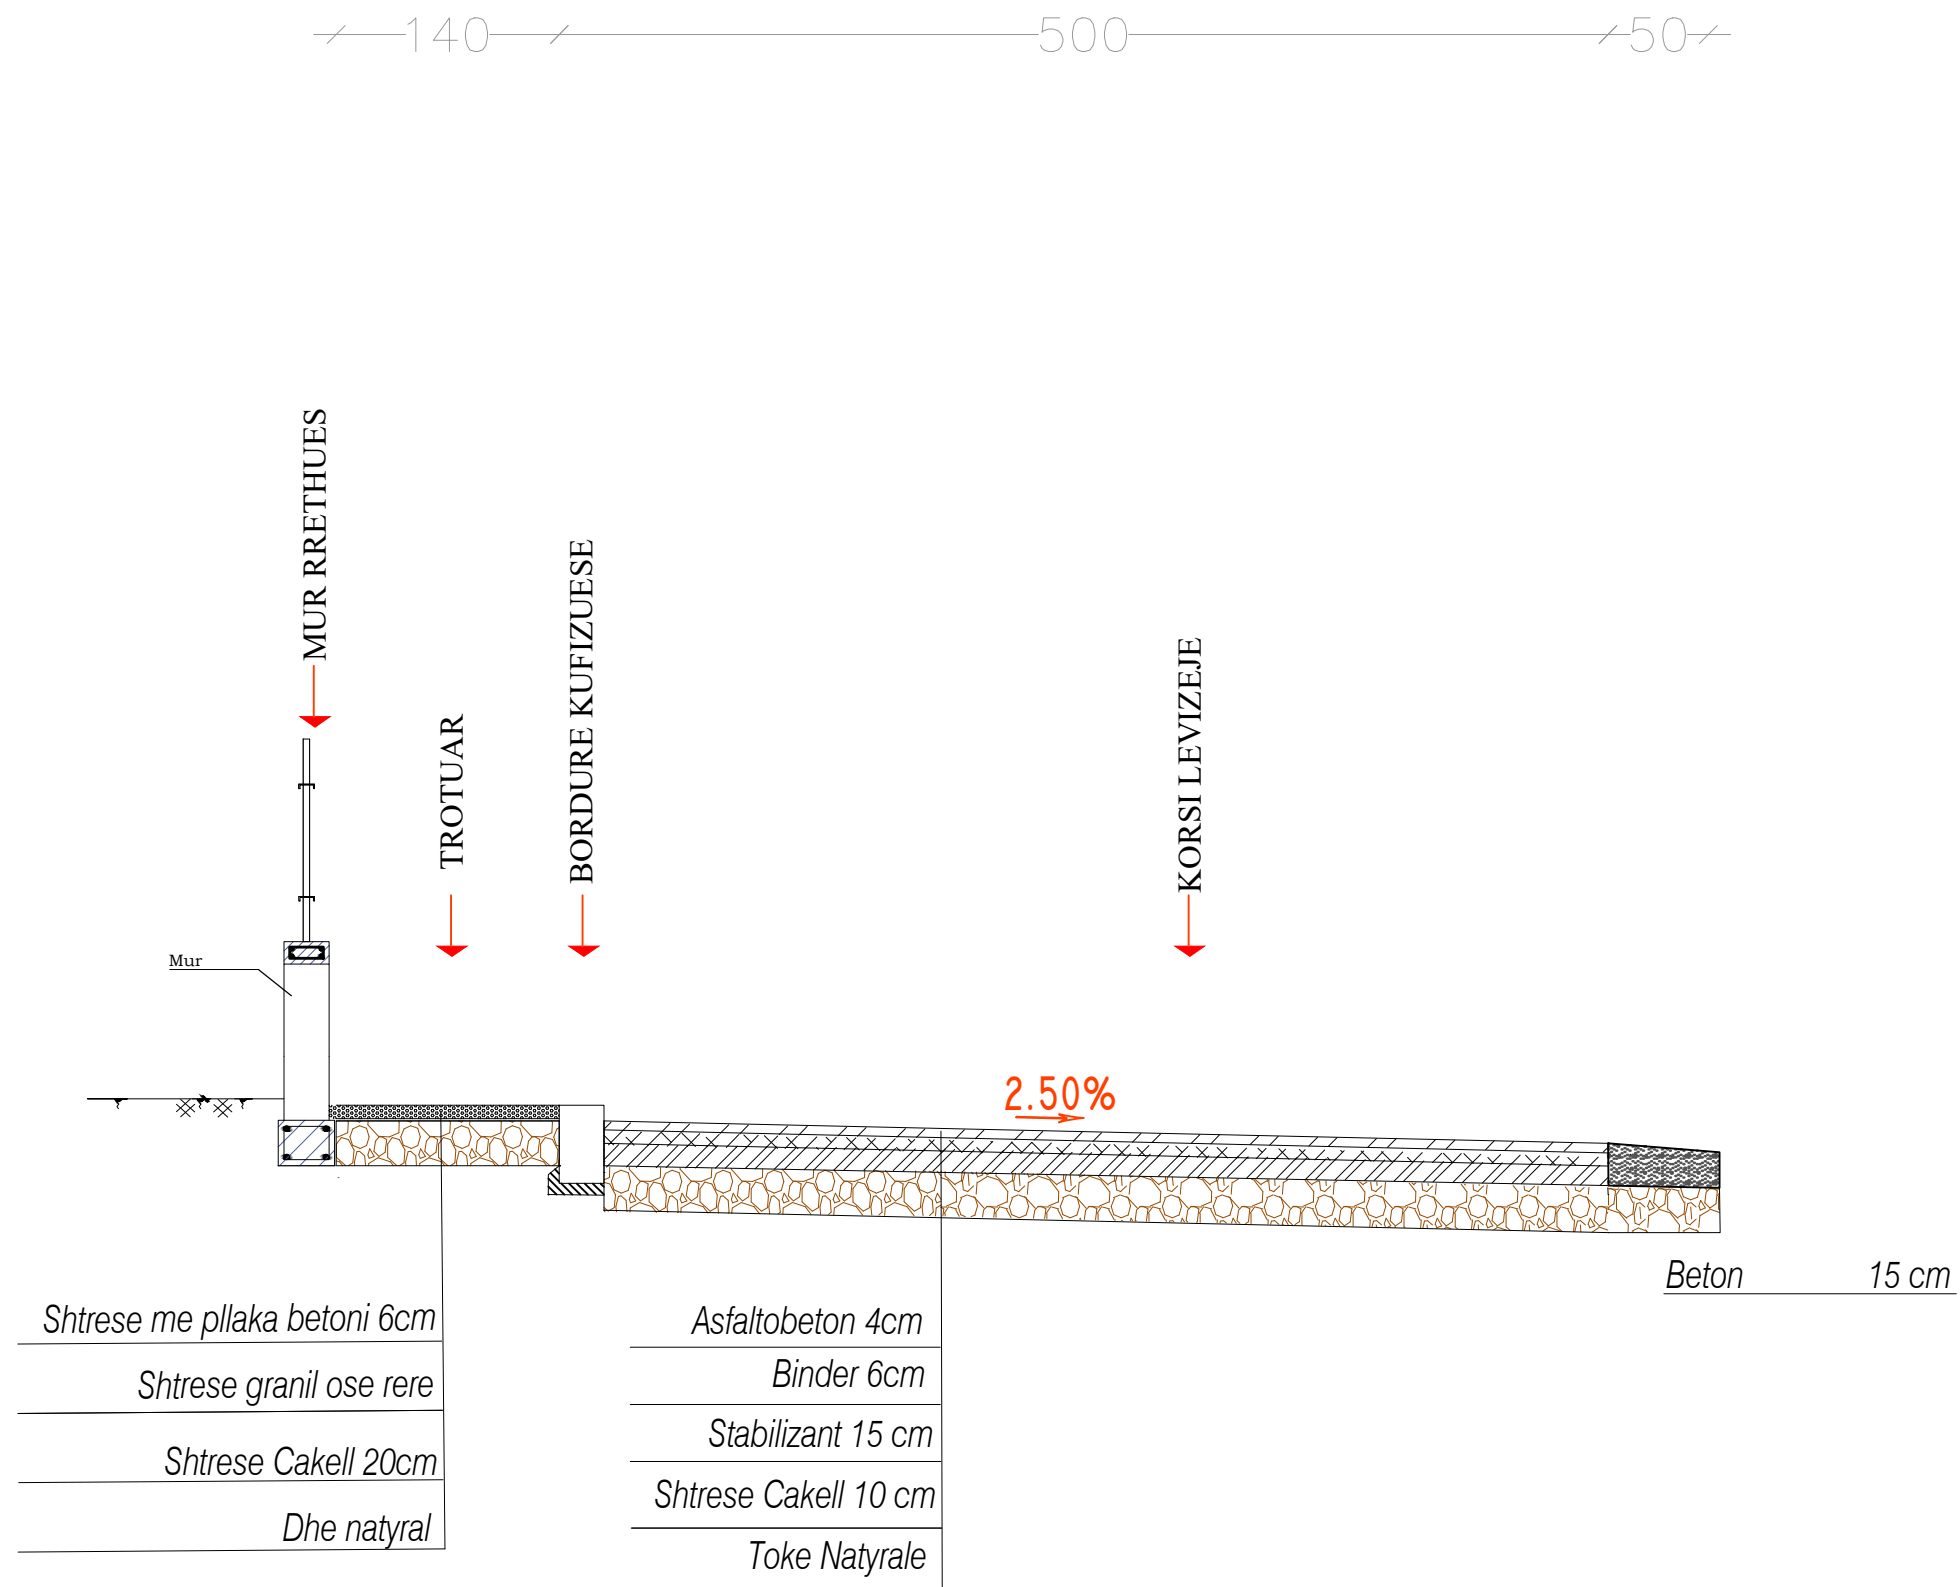 140 500 50
MUR RRETHUES
BORDURE KUFIZUESE
KORSI LEVIZEJE
TROTUAR
Mur
2.50%
Beton 15 cm
Shtrese me pllaka betoni 6cm
Shtrese granil ose rere
Shtrese Cakell 20cm
Dhe natyral
Asfaltobeton 4cm
Binder 6cm
Stabilizant 15 cm
Shtrese Cakell 10 cm
Toke Natyrale